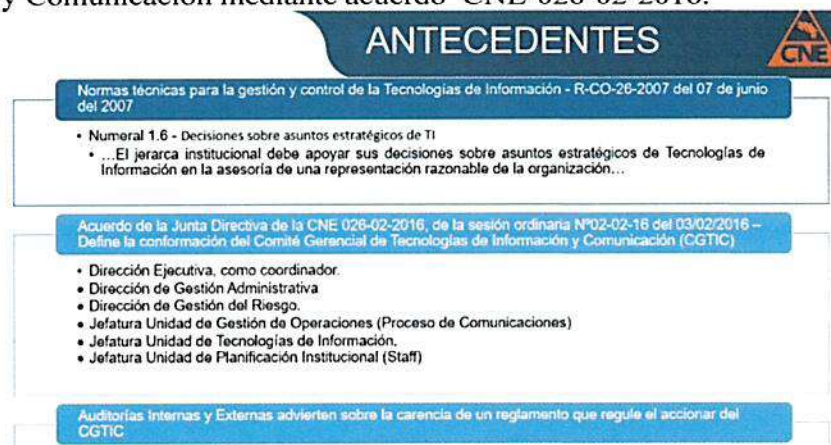 y Comunicación mediante acuerdo CNE-026-02-2016.
ANTECEDENTES
CNE
Normas técnicas para la gestión y control de la Tecnologías de Información - R-CO-26-2007 del 07 de junio
del 2007
• Numeral 1.6 - Decisiones sobre asuntos estratégicos de TI
• …El jerarca institucional debe apoyar sus decisiones sobre asuntos estratégicos de Tecnologías de
Información en la asesoría de una representación razonable de la organización…
Acuerdo de la Junta Directiva de la CNE 026-02-2016, de la sesión ordinaria Nº02-02-16 del 03/02/2016 –
Define la conformación del Comité Gerencial de Tecnologías de Información y Comunicación (CGTIC)
• Dirección Ejecutiva, como coordinador.
• Dirección de Gestión Administrativa
• Dirección de Gestión del Riesgo.
• Jefatura Unidad de Gestión de Operaciones (Proceso de Comunicaciones)
• Jefatura Unidad de Tecnologías de Información.
• Jefatura Unidad de Planificación Institucional (Staff)
Auditorías Internas y Externas advierten sobre la carencia de un reglamento que regule el accionar del
CGTIC